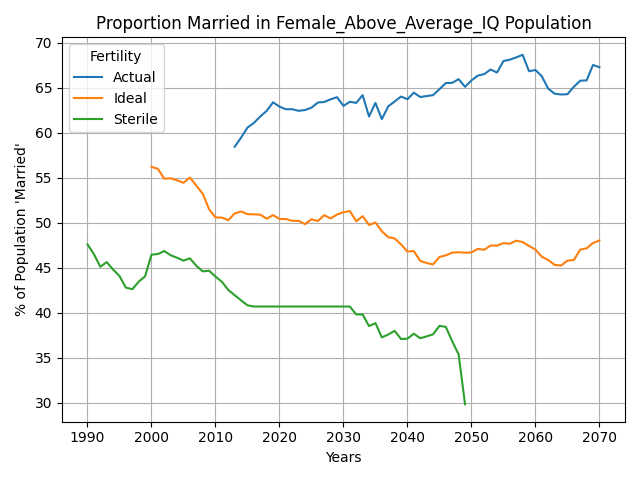 Proportion Married in Female_Above_Average_IQ Population
% of Population 'Married'
70
65
60
55
50
45
40
35
30
Fertility
Actual
Ideal
Sterile
1990 2000 2010 2020 2030 2040 2050 2060 2070
Years